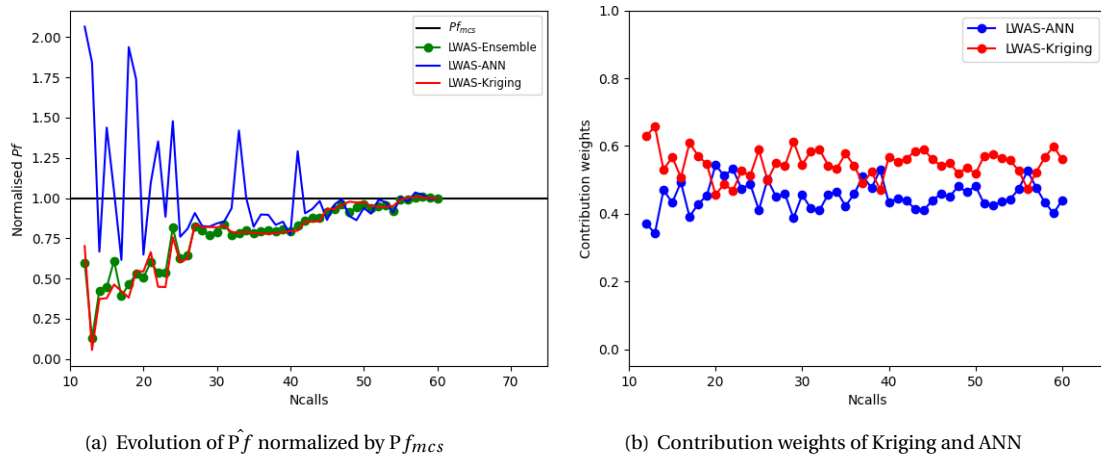 2.00
1.75
1.50
1.25
1.00
0.75
0.50
0.25
0.00
Normalised Pf
10 20 30 40 50 60 70
Ncalls
Pf_mcs
LWAS-Ensemble
LWAS-ANN
LWAS-Kriging
(a) Evolution of P̂f normalized by Pf_mcs
1.0
0.8
0.6
0.4
0.2
0.0
Contribution weights
10 20 30 40 50 60
Ncalls
LWAS-ANN
LWAS-Kriging
(b) Contribution weights of Kriging and ANN